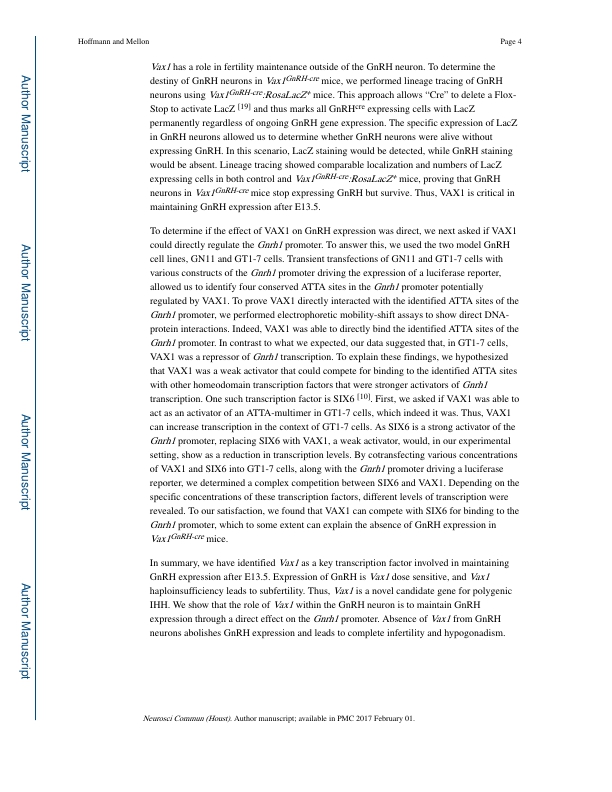 Hoffmann and Mellon
Page 4
Vax1 has a role in fertility maintenance outside of the GnRH neuron. To determine the
destiny of GnRH neurons in Vax1GnRH-cre mice, we performed lineage tracing of GnRH
neurons using Vax1GnRH-cre:RosaLacZ+ mice. This approach allows “Cre” to delete a Flox-
Stop to activate LacZ [19] and thus marks all GNRHcre expressing cells with LacZ
permanently regardless of ongoing GnRH gene expression. The specific expression of LacZ
in GnRH neurons allowed us to determine whether GnRH neurons were alive without
expressing GnRH. In this scenario, LacZ staining would be detected, while GnRH staining
would be absent. Lineage tracing showed comparable localization and numbers of LacZ
expressing cells in both control and Vax1GnRH-cre:RosaLacZ+ mice, proving that GnRH
neurons in Vax1GnRH-cre mice stop expressing GnRH but survive. Thus, VAX1 is critical in
maintaining GnRH expression after E13.5.
To determine if the effect of VAX1 on GnRH expression was direct, we next asked if VAX1
could directly regulate the Gnrh1 promoter. To answer this, we used the two model GnRH
cell lines, GN11 and GT1-7 cells. Transient transfections of GN11 and GT1-7 cells with
various constructs of the Gnrh1 promoter driving the expression of a luciferase reporter,
allowed us to identify four conserved ATTA sites in the Gnrh1 promoter potentially
regulated by VAX1. To prove VAX1 directly interacted with the identified ATTA sites of the
Gnrh1 promoter, we performed electrophoretic mobility-shift assays to show direct DNA-
protein interactions. Indeed, VAX1 was able to directly bind the identified ATTA sites of the
Gnrh1 promoter. In contrast to what we expected, our data suggested that, in GT1-7 cells,
VAX1 was a repressor of Gnrh1 transcription. To explain these findings, we hypothesized
that VAX1 was a weak activator that could compete for binding to the identified ATTA sites
with other homeodomain transcription factors that were stronger activators of Gnrh1
transcription. One such transcription factor is SIX6 [10]. First, we asked if VAX1 was able to
act as an activator of an ATTA-multimer in GT1-7 cells, which indeed it was. Thus, VAX1
can increase transcription in the context of GT1-7 cells. As SIX6 is a strong activator of the
Gnrh1 promoter, replacing SIX6 with VAX1, a weak activator, would, in our experimental
setting, show as a reduction in transcription levels. By cotransfecting various concentrations
of VAX1 and SIX6 into GT1-7 cells, along with the Gnrh1 promoter driving a luciferase
reporter, we determined a complex competition between SIX6 and VAX1. Depending on the
specific concentrations of these transcription factors, different levels of transcription were
revealed. To our satisfaction, we found that VAX1 can compete with SIX6 for binding to the
Gnrh1 promoter, which to some extent can explain the absence of GnRH expression in
Vax1GnRH-cre mice.
In summary, we have identified Vax1 as a key transcription factor involved in maintaining
GnRH expression after E13.5. Expression of GnRH is Vax1 dose sensitive, and Vax1
haploinsufficiency leads to subfertility. Thus, Vax1 is a novel candidate gene for polygenic
IHH. We show that the role of Vax1 within the GnRH neuron is to maintain GnRH
expression through a direct effect on the Gnrh1 promoter. Absence of Vax1 from GnRH
neurons abolishes GnRH expression and leads to complete infertility and hypogonadism.
Neurosci Commun (Houst). Author manuscript; available in PMC 2017 February 01.
Author Manuscript
Author Manuscript
Author Manuscript
Author Manuscript